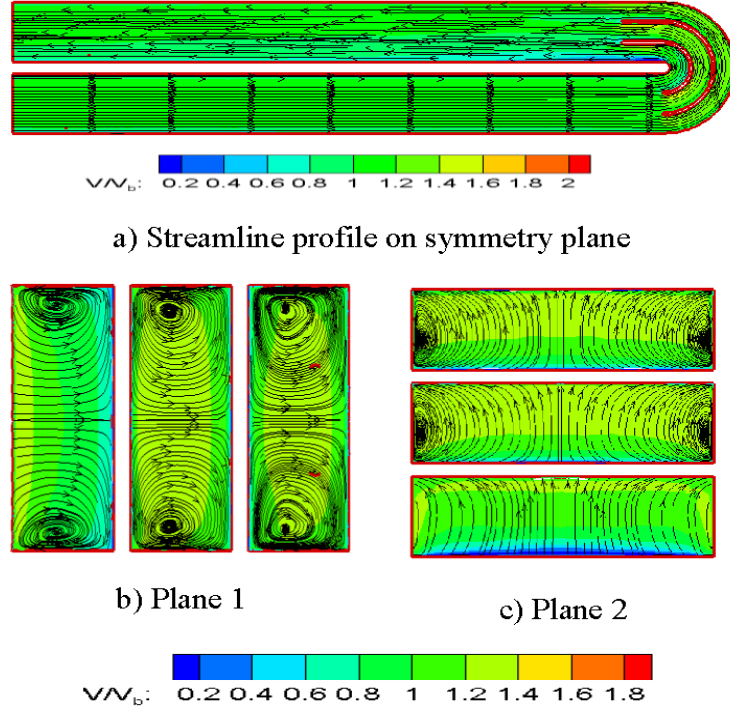 V/V_b: 0.2 0.4 0.6 0.8 1 1.2 1.4 1.6 1.8 2
a) Streamline profile on symmetry plane
b) Plane 1
c) Plane 2
V/V_b: 0.2 0.4 0.6 0.8 1 1.2 1.4 1.6 1.8